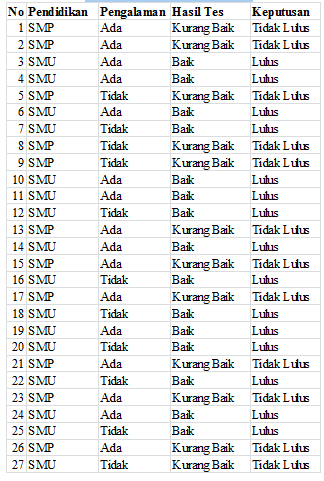 No Pendidikan Pengalaman Hasil Tes Keputusan
1 SMP Ada Kurang Baik Tidak Lulus
2 SMP Ada Kurang Baik Tidak Lulus
3 SMU Ada Baik Lulus
4 SMU Ada Baik Lulus
5 SMP Tidak Kurang Baik Tidak Lulus
6 SMU Ada Baik Lulus
7 SMU Tidak Baik Lulus
8 SMP Tidak Kurang Baik Tidak Lulus
9 SMP Tidak Kurang Baik Tidak Lulus
10 SMU Ada Baik Lulus
11 SMU Ada Baik Lulus
12 SMU Tidak Baik Lulus
13 SMP Ada Kurang Baik Tidak Lulus
14 SMU Ada Baik Lulus
15 SMP Ada Kurang Baik Tidak Lulus
16 SMU Tidak Baik Lulus
17 SMP Ada Kurang Baik Tidak Lulus
18 SMU Tidak Baik Lulus
19 SMU Ada Baik Lulus
20 SMU Tidak Baik Lulus
21 SMP Ada Kurang Baik Tidak Lulus
22 SMU Tidak Baik Lulus
23 SMP Ada Kurang Baik Tidak Lulus
24 SMU Ada Baik Lulus
25 SMU Tidak Baik Lulus
26 SMP Ada Kurang Baik Tidak Lulus
27 SMU Tidak Kurang Baik Tidak Lulus